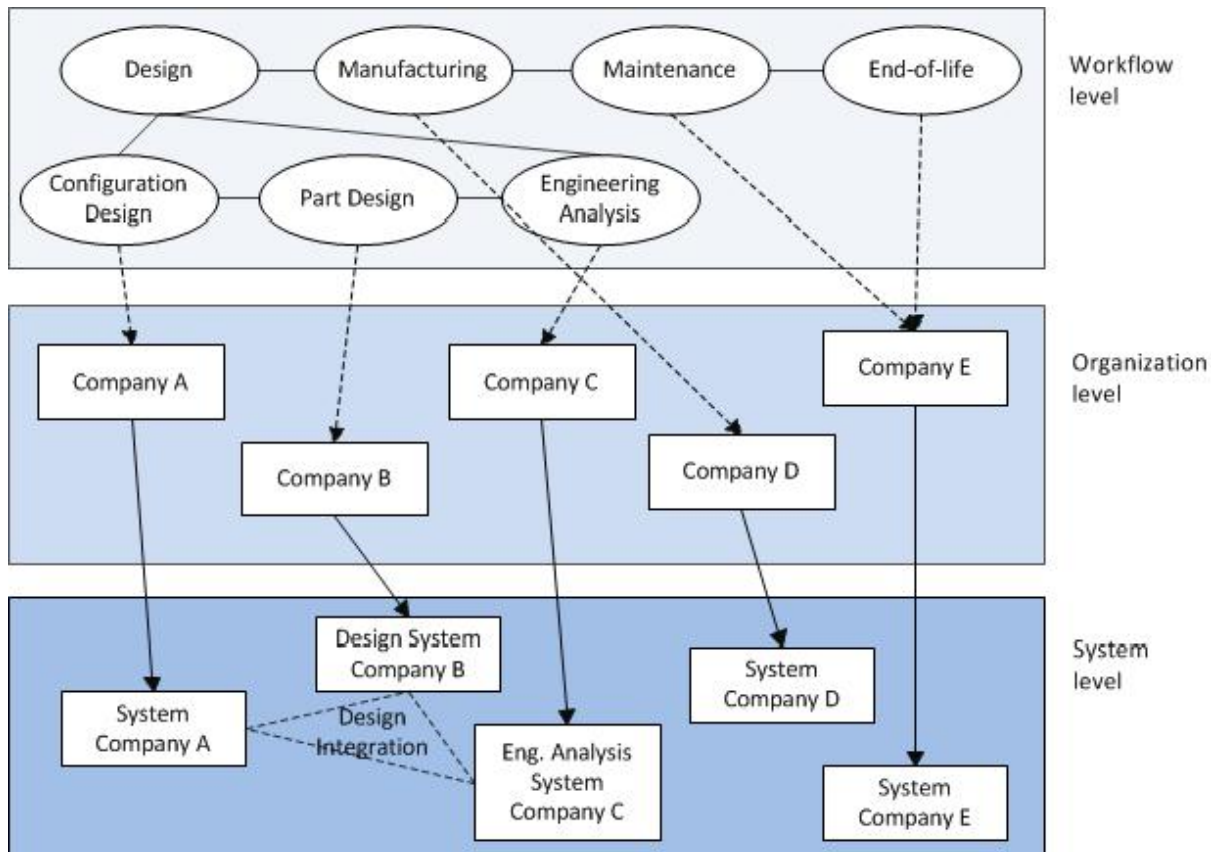 Design
Manufacturing
Maintenance
End-of-life
Workflow
level
Configuration
Design
Part Design
Engineering
Analysis
Company A
Company B
Company C
Company D
Company E
Organization
level
System
Company A
Design System
Company B
Design
Integration
Eng. Analysis
System
Company C
System
Company D
System
Company E
System
level